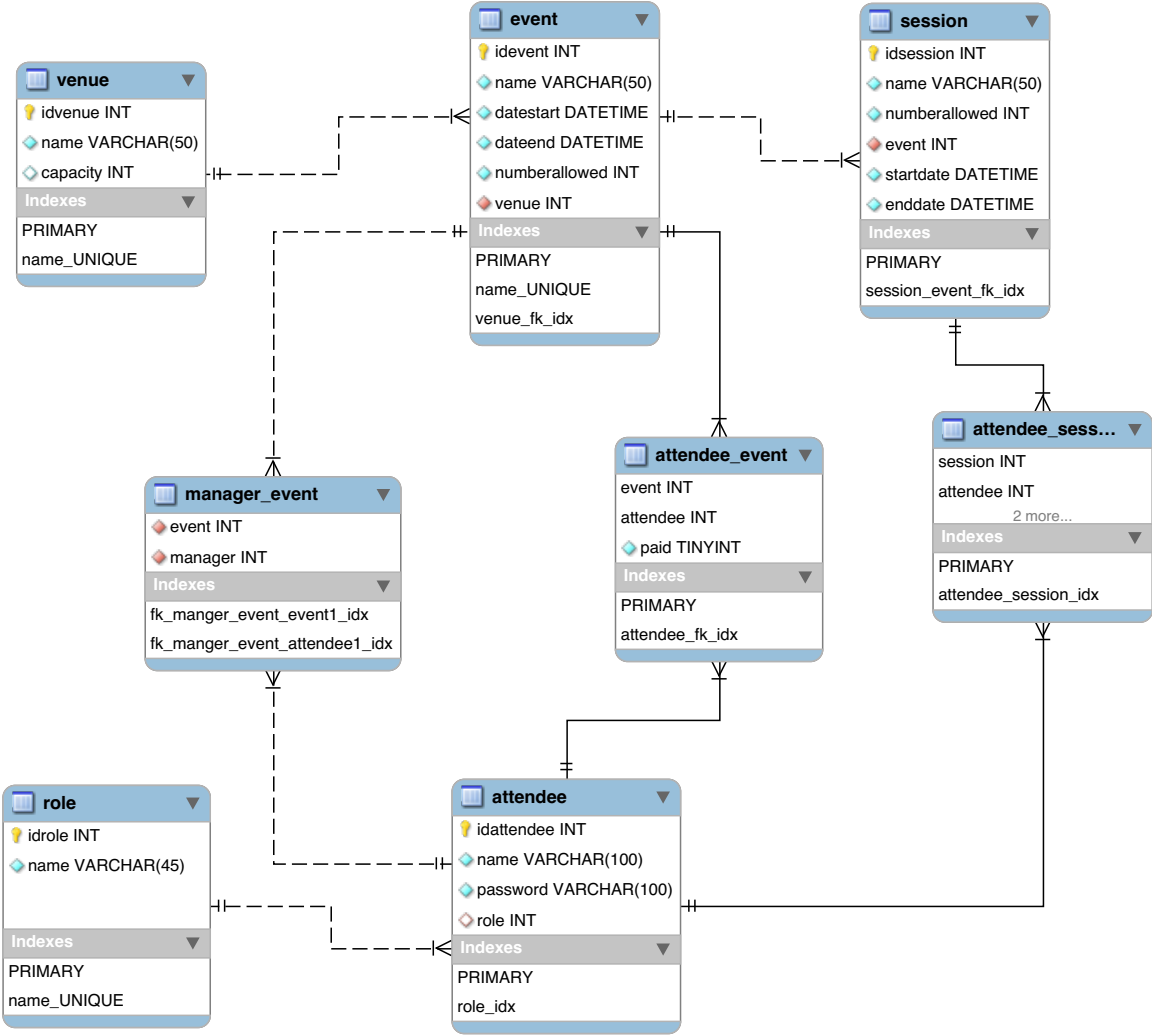 venue
idvenue INT
name VARCHAR(50)
capacity INT
Indexes
PRIMARY
name_UNIQUE
event
idevent INT
name VARCHAR(50)
datestart DATETIME
dateend DATETIME
numberallowed INT
venue INT
Indexes
PRIMARY
name_UNIQUE
venue_fk_idx
session
idsession INT
name VARCHAR(50)
numberallowed INT
event INT
startdate DATETIME
enddate DATETIME
Indexes
PRIMARY
session_event_fk_idx
manager_event
event INT
manager INT
Indexes
fk_manger_event_event1_idx
fk_manger_event_attendee1_idx
attendee_event
event INT
attendee INT
paid TINYINT
Indexes
PRIMARY
attendee_fk_idx
attendee_sess...
session INT
attendee INT
2 more...
Indexes
PRIMARY
attendee_session_idx
role
idrole INT
name VARCHAR(45)
Indexes
PRIMARY
name_UNIQUE
attendee
idattendee INT
name VARCHAR(100)
password VARCHAR(100)
role INT
Indexes
PRIMARY
role_idx